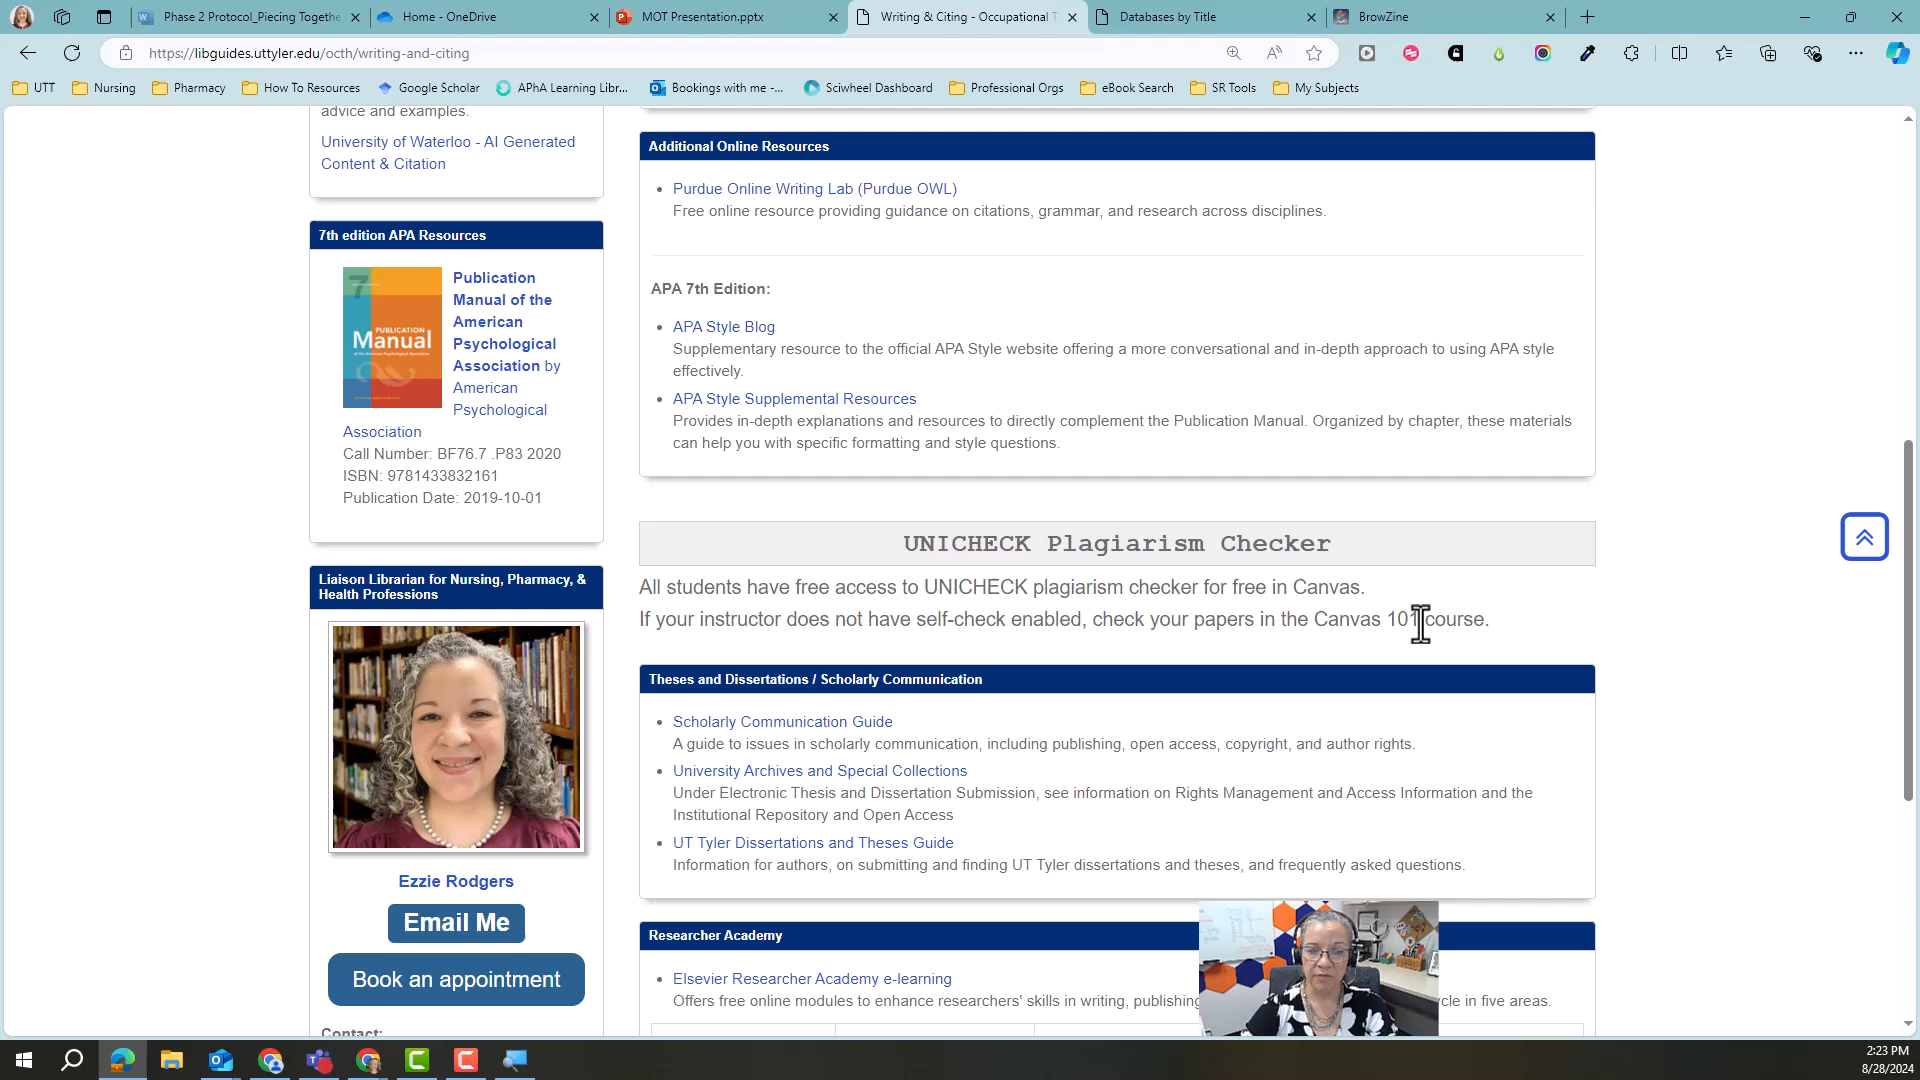 Phase 2 Protocol_Piecing Togethe
Home - OneDrive
MOT Presentation.pptx
Writing & Citing - Occupational T
Databases by Title
BrowZine
https://libguides.uttyler.edu/octh/writing-and-citing
UTT
Nursing
Pharmacy
How To Resources
Google Scholar
APhA Learning Libr...
Bookings with me -...
Sciwheel Dashboard
Professional Orgs
eBook Search
SR Tools
My Subjects
advice and examples.
University of Waterloo - AI Generated
Content & Citation
7th edition APA Resources
7
PUBLICATION
Manual
Publication
Manual of the
American
Psychological
Association by
American
Psychological
Association
Call Number: BF76.7 .P83 2020
ISBN: 9781433832161
Publication Date: 2019-10-01
Liaison Librarian for Nursing, Pharmacy, &
Health Professions
Ezzie Rodgers
Email Me
Book an appointment
Contact:
Additional Online Resources
Purdue Online Writing Lab (Purdue OWL)
Free online resource providing guidance on citations, grammar, and research across disciplines.
APA 7th Edition:
APA Style Blog
Supplementary resource to the official APA Style website offering a more conversational and in-depth approach to using APA style
effectively.
APA Style Supplemental Resources
Provides in-depth explanations and resources to directly complement the Publication Manual. Organized by chapter, these materials
can help you with specific formatting and style questions.
UNICHECK Plagiarism Checker
All students have free access to UNICHECK plagiarism checker for free in Canvas.
If your instructor does not have self-check enabled, check your papers in the Canvas 101 course.
Theses and Dissertations / Scholarly Communication
Scholarly Communication Guide
A guide to issues in scholarly communication, including publishing, open access, copyright, and author rights.
University Archives and Special Collections
Under Electronic Thesis and Dissertation Submission, see information on Rights Management and Access Information and the
Institutional Repository and Open Access
UT Tyler Dissertations and Theses Guide
Information for authors, on submitting and finding UT Tyler dissertations and theses, and frequently asked questions.
Researcher Academy
Elsevier Researcher Academy e-learning
Offers free online modules to enhance researchers' skills in writing, publishing cle in five areas.
2:23 PM
8/28/2024